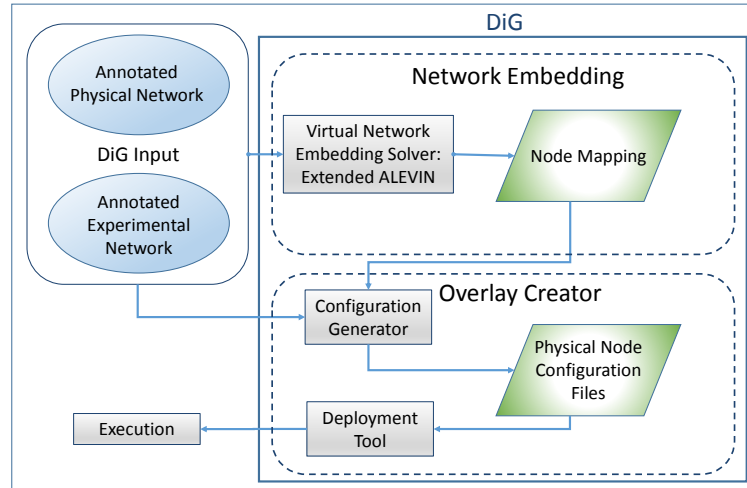 DiG
Annotated
Physical Network
DiG Input
Annotated
Experimental
Network
Network Embedding
Virtual Network
Embedding Solver:
Extended ALEVIN
Node Mapping
Overlay Creator
Configuration
Generator
Physical Node
Configuration
Files
Deployment
Tool
Execution